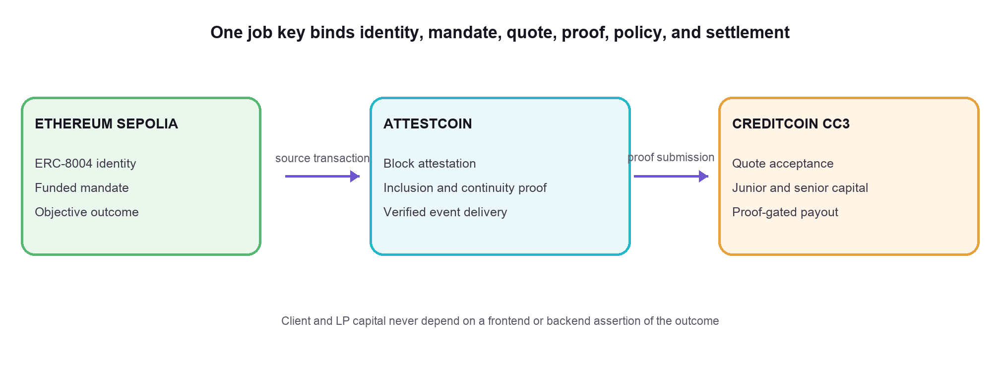 One job key binds identity, mandate, quote, proof, policy, and settlement
ETHEREUM SEPOLIA
ERC-8004 identity
Funded mandate
Objective outcome
source transaction
ATTESTCOIN
Block attestation
Inclusion and continuity proof
Verified event delivery
proof submission
CREDITCOIN CC3
Quote acceptance
Junior and senior capital
Proof-gated payout
Client and LP capital never depend on a frontend or backend assertion of the outcome